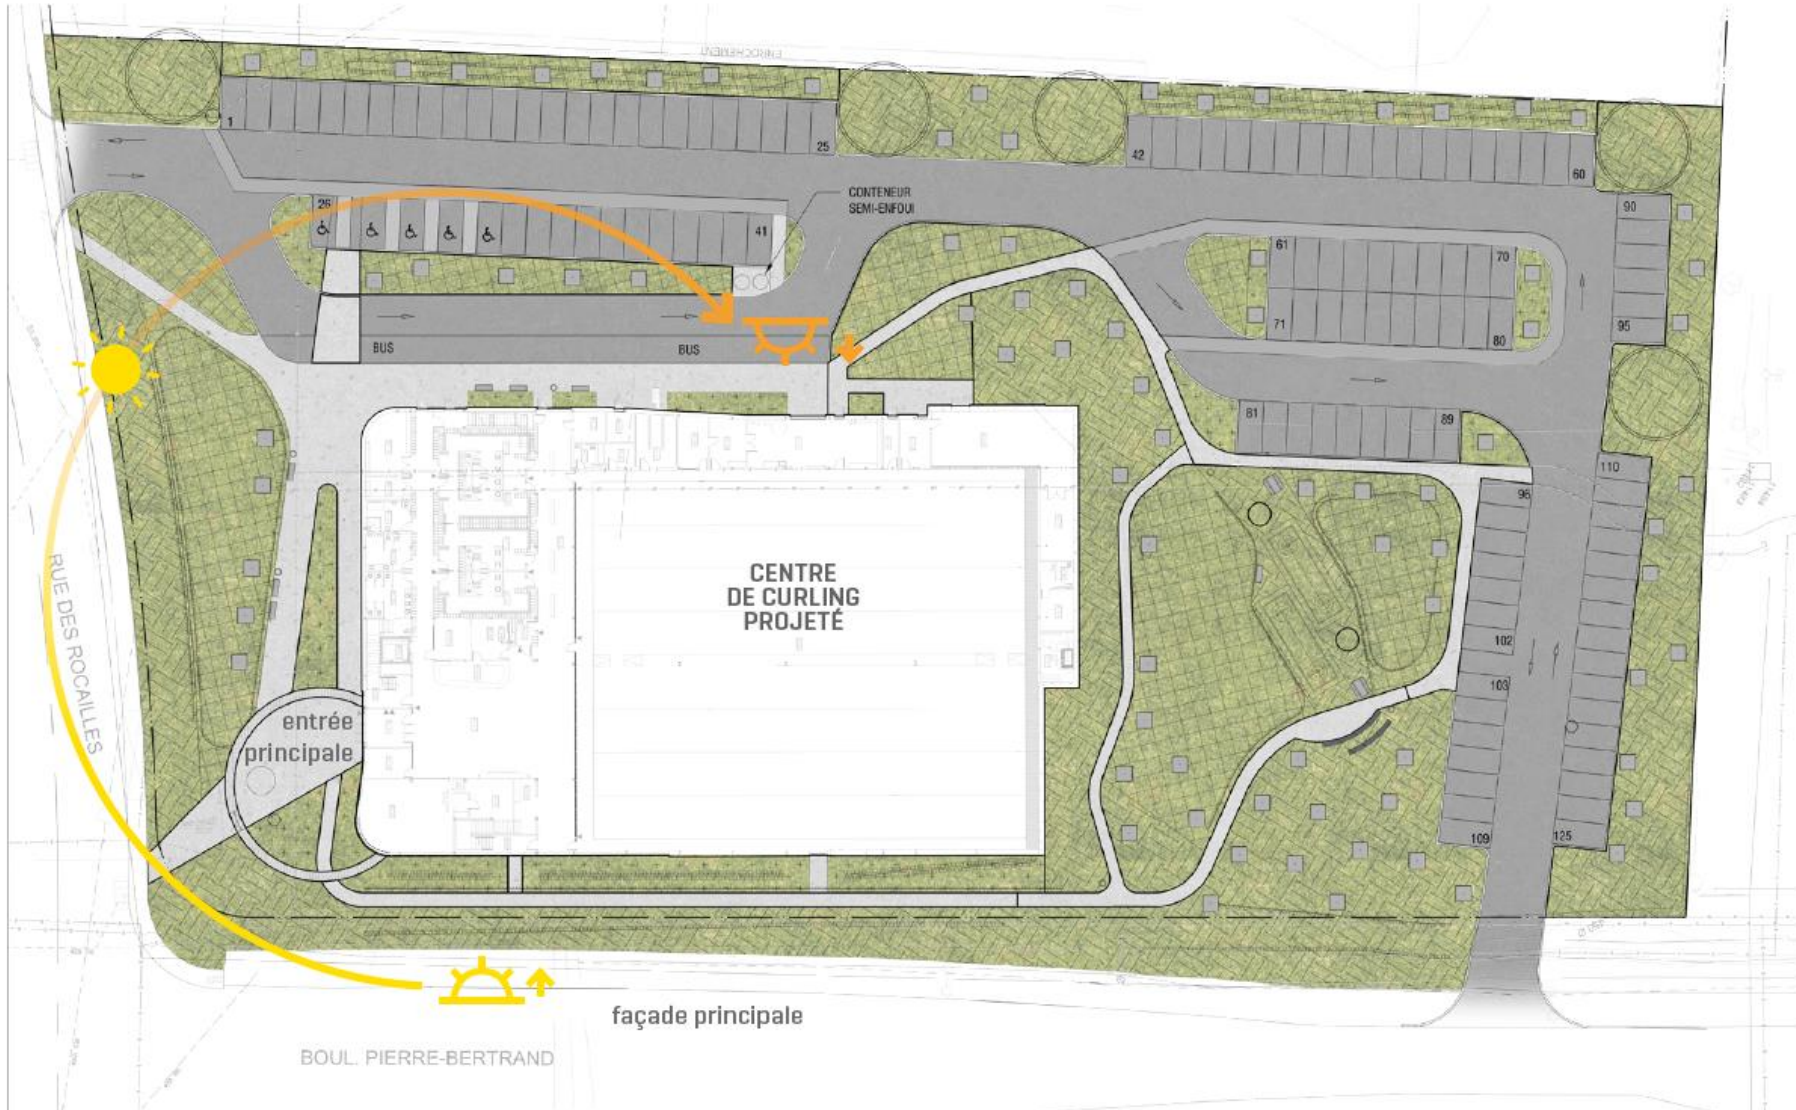 ENROCHEMENT
1
25
42
60
26
41
CONTENEUR
SEMI-ENFOUI
90
61
70
71
80
95
BUS
BUS
81
89
110
96
CENTRE
DE CURLING
PROJETÉ
RUE DES ROCAILLES
102
103
entrée
principale
109
125
façade principale
BOUL. PIERRE-BERTRAND